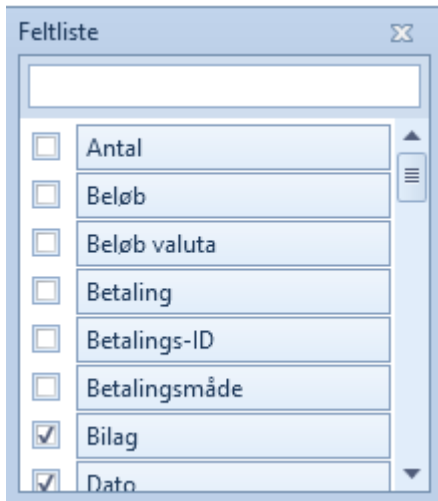 Feltliste
Antal
Beløb
Beløb valuta
Betaling
Betalings-ID
Betalingsmåde
Bilag
Dato